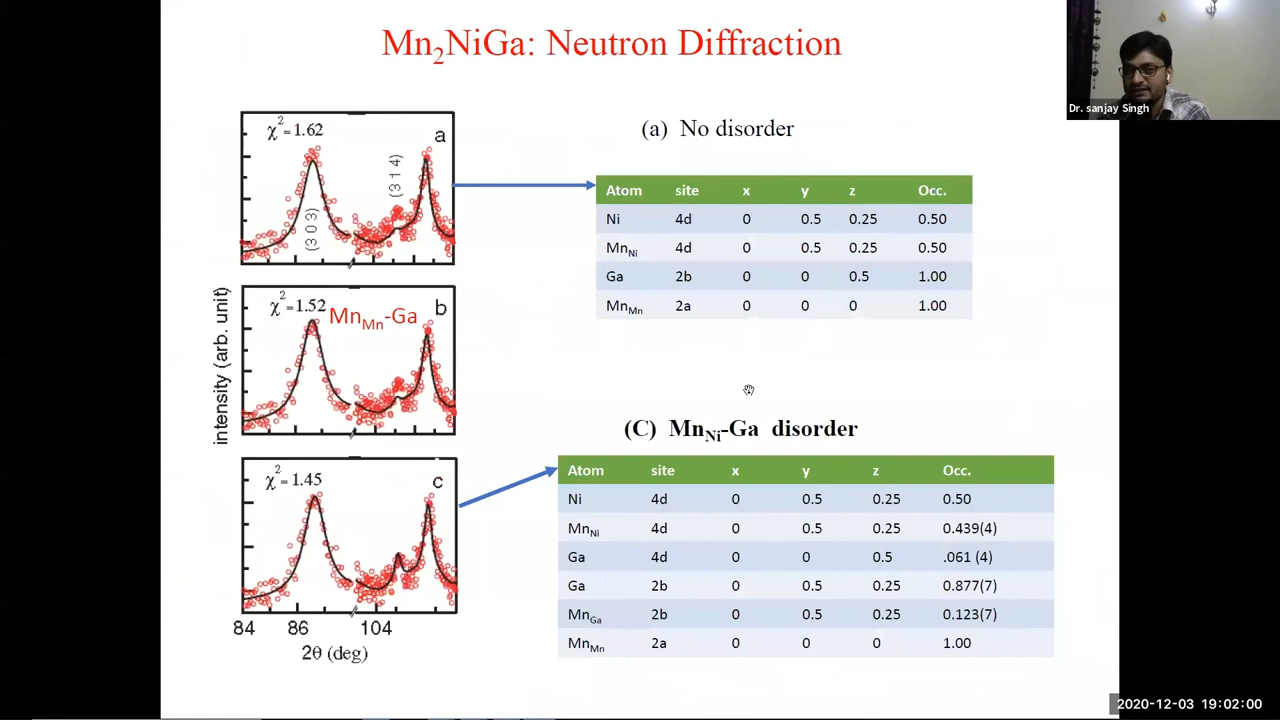 Mn2NiGa: Neutron Diffraction
Dr. sanjay Singh
χ2=1.62
a
(3 0 3)
(3 1 4)
(a) No disorder
Atom site x y z Occ.
Ni 4d 0 0.5 0.25 0.50
MnNi 4d 0 0.5 0.25 0.50
Ga 2b 0 0 0.5 1.00
MnMn 2a 0 0 0 1.00
χ2=1.52
MnMn-Ga
b
intensity (arb. unit)
(C) MnNi-Ga disorder
Atom site x y z Occ.
Ni 4d 0 0.5 0.25 0.50
MnNi 4d 0 0.5 0.25 0.439(4)
Ga 4d 0 0 0.5 .061 (4)
Ga 2b 0 0.5 0.25 0.877(7)
MnGa 2b 0 0.5 0.25 0.123(7)
MnMn 2a 0 0 0 1.00
χ2=1.45
c
84 86 104
2θ (deg)
2020-12-03 19:02:00